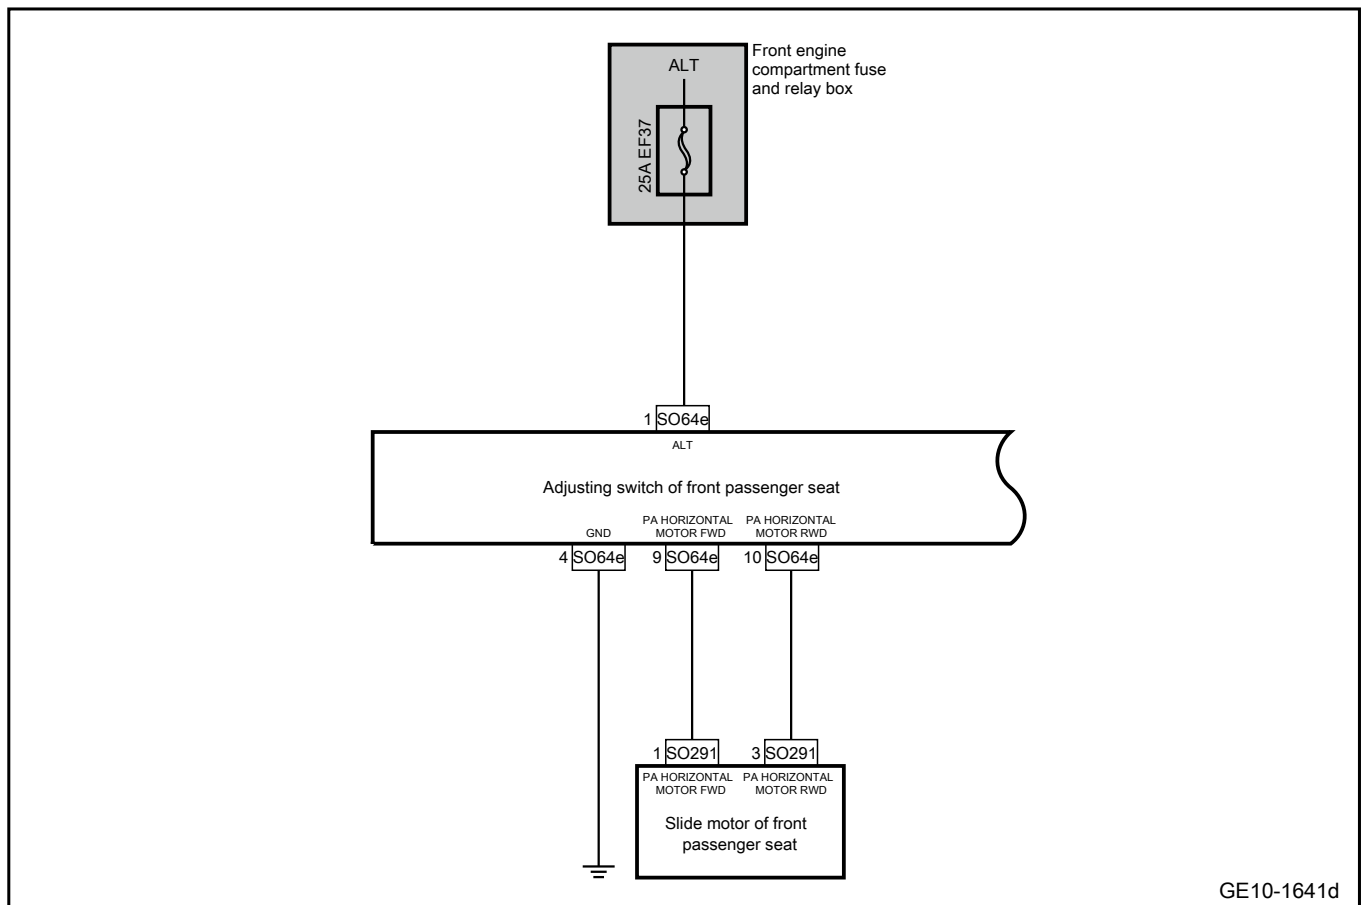 Front engine
compartment fuse
and relay box
ALT
25A EF37
1 SO64e
ALT
Adjusting switch of front passenger seat
GND
PA HORIZONTAL
MOTOR FWD
PA HORIZONTAL
MOTOR RWD
4 SO64e
9 SO64e
10 SO64e
1 SO291
3 SO291
PA HORIZONTAL
MOTOR FWD
PA HORIZONTAL
MOTOR RWD
Slide motor of front
passenger seat
GE10-1641d